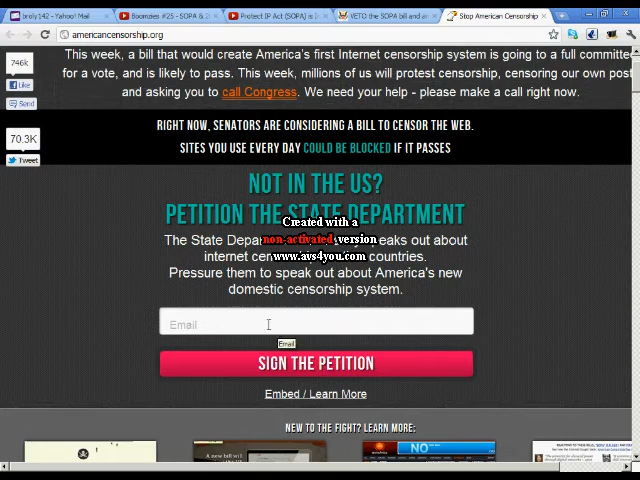 broly142 - Yahoo! Mail
Boomzies #25 - SOPA & 2
Protect IP Act (SOPA) is
VETO the SOPA bill and an
Stop American Censorship
americancensorship.org
746k
Like
Send
70.3K
Tweet
This week, a bill that would create America's first Internet censorship system is going to a full committee
for a vote, and is likely to pass. This week, millions of us will protest censorship, censoring our own post
and asking you to call Congress. We need your help - please make a call right now.
RIGHT NOW, SENATORS ARE CONSIDERING A BILL TO CENSOR THE WEB.
SITES YOU USE EVERY DAY COULD BE BLOCKED IF IT PASSES
NOT IN THE US?
PETITION THE STATE DEPARTMENT
Created with a
non-activated version
www.avs4you.com
The State Depa speaks out about
internet cen countries.
Pressure them to speak out about America's new
domestic censorship system.
Email
Email
SIGN THE PETITION
Embed / Learn More
NEW TO THE FIGHT? LEARN MORE:
A new bill will
NO